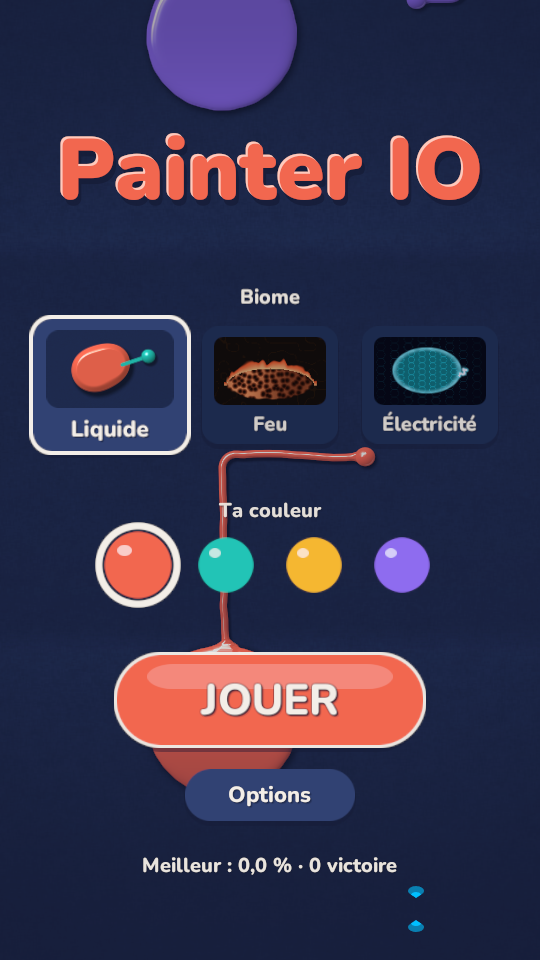 Painter IO
Biome
Liquide
Feu
Électricité
Ta couleur
JOUER
Options
Meilleur : 0,0 % · 0 victoire